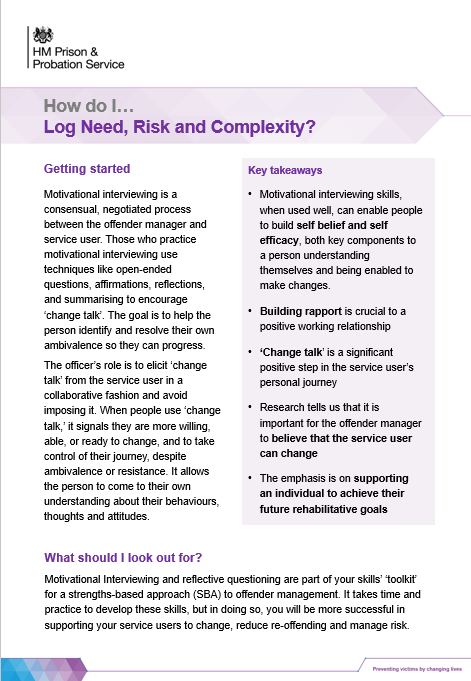 HM Prison &
Probation Service
How do I…
Log Need, Risk and Complexity?
Getting started
Motivational interviewing is a
consensual, negotiated process
between the offender manager and
service user. Those who practice
motivational interviewing use
techniques like open-ended
questions, affirmations, reflections,
and summarising to encourage
‘change talk’. The goal is to help the
person identify and resolve their own
ambivalence so they can progress.
The officer’s role is to elicit ‘change
talk’ from the service user in a
collaborative fashion and avoid
imposing it. When people use ‘change
talk,’ it signals they are more willing,
able, or ready to change, and to take
control of their journey, despite
ambivalence or resistance. It allows
the person to come to their own
understanding about their behaviours,
thoughts and attitudes.
Key takeaways
• Motivational interviewing skills,
when used well, can enable people
to build self belief and self
efficacy, both key components to
a person understanding
themselves and being enabled to
make changes.
• Building rapport is crucial to a
positive working relationship
• ‘Change talk’ is a significant
positive step in the service user’s
personal journey
• Research tells us that it is
important for the offender manager
to believe that the service user
can change
• The emphasis is on supporting
an individual to achieve their
future rehabilitative goals
What should I look out for?
Motivational Interviewing and reflective questioning are part of your skills’ ‘toolkit’
for a strengths-based approach (SBA) to offender management. It takes time and
practice to develop these skills, but in doing so, you will be more successful in
supporting your service users to change, reduce re-offending and manage risk.
Preventing victims by changing lives